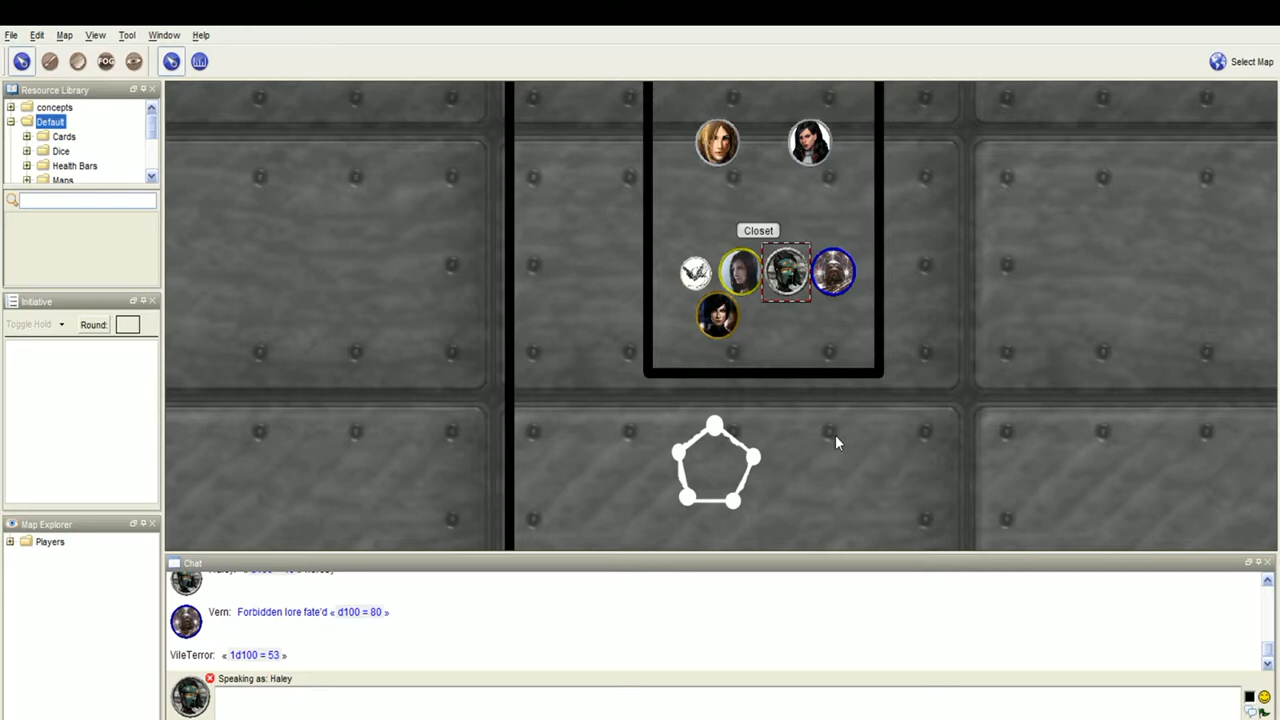 File Edit Map View Tool Window Help
FOG
Select Map
Resource Library
concepts
Default
Cards
Dice
Health Bars
Maps
Closet
Initiative
Toggle Hold Round:
Map Explorer
Players
Chat
Vern: Forbidden lore fate'd « d100 = 80 »
VileTerror: « 1d100 = 53 »
Speaking as: Haley